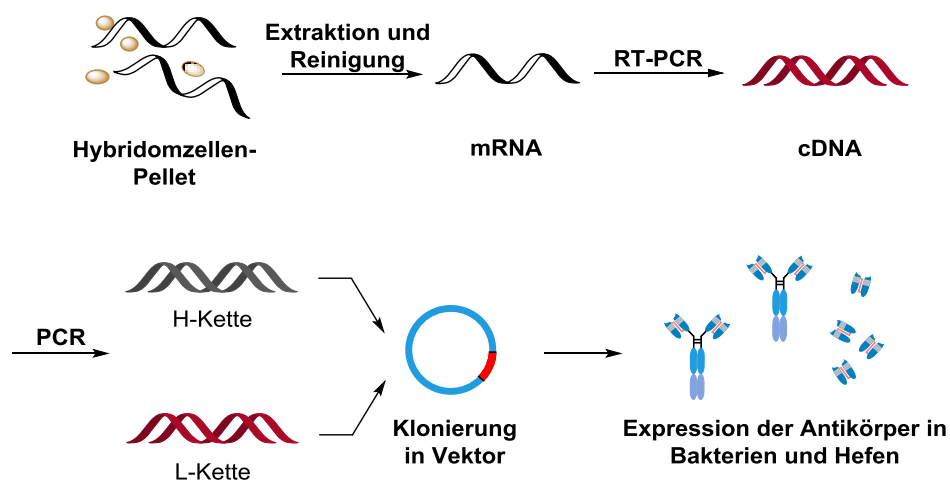 Extraktion und
Reinigung
RT-PCR
Hybridomzellen-
Pellet
mRNA
cDNA
PCR
H-Kette
L-Kette
Klonierung
in Vektor
Expression der Antikörper in
Bakterien und Hefen